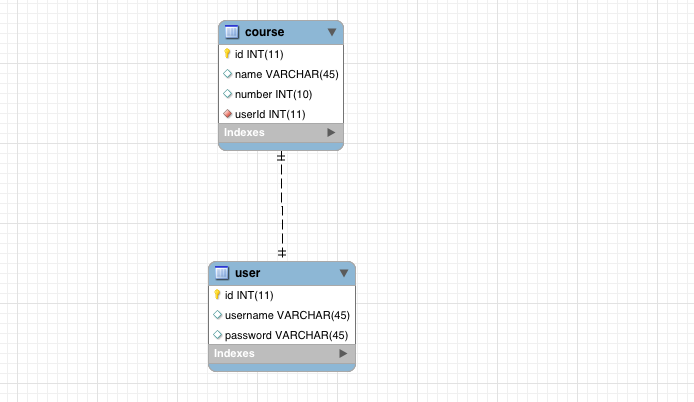 course
id INT(11)
name VARCHAR(45)
number INT(10)
userId INT(11)
Indexes
user
id INT(11)
username VARCHAR(45)
password VARCHAR(45)
Indexes